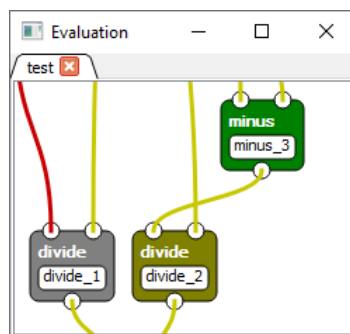 Evaluation
test
minus
minus_3
divide
divide_1
divide
divide_2